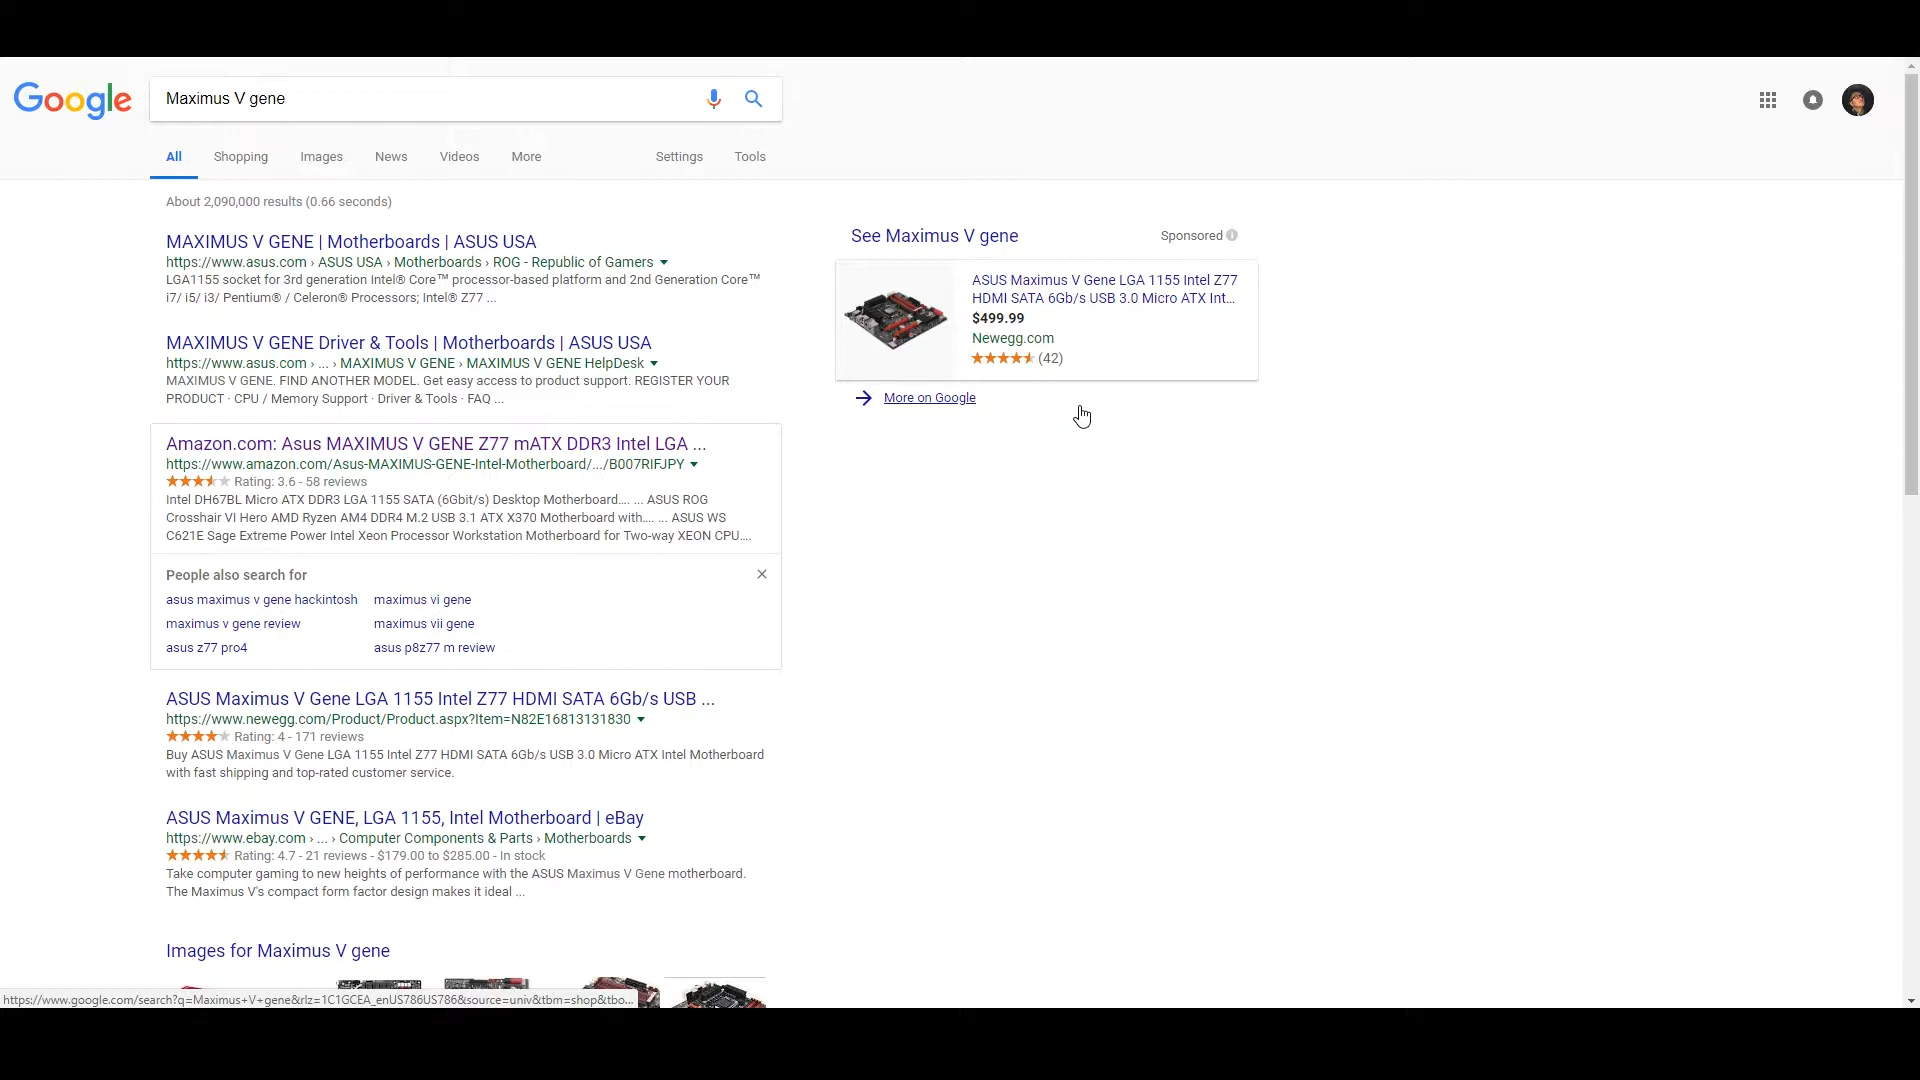 Google
Maximus V gene
All Shopping Images News Videos More Settings Tools
About 2,090,000 results (0.66 seconds)
MAXIMUS V GENE | Motherboards | ASUS USA
https://www.asus.com › ASUS USA › Motherboards › ROG - Republic of Gamers
LGA1155 socket for 3rd generation Intel® Core™ processor-based platform and 2nd Generation Core™
i7/ i5/ i3/ Pentium® / Celeron® Processors; Intel® Z77 ...
MAXIMUS V GENE Driver & Tools | Motherboards | ASUS USA
https://www.asus.com › ... › MAXIMUS V GENE › MAXIMUS V GENE HelpDesk
MAXIMUS V GENE. FIND ANOTHER MODEL. Get easy access to product support. REGISTER YOUR
PRODUCT · CPU / Memory Support · Driver & Tools · FAQ ...
Amazon.com: Asus MAXIMUS V GENE Z77 mATX DDR3 Intel LGA ...
https://www.amazon.com/Asus-MAXIMUS-GENE-Intel-Motherboard/.../B007RIFJPY
Rating: 3.6 - 58 reviews
Intel DH67BL Micro ATX DDR3 LGA 1155 SATA (6Gbit/s) Desktop Motherboard.... ... ASUS ROG
Crosshair VI Hero AMD Ryzen AM4 DDR4 M.2 USB 3.1 ATX X370 Motherboard with.... ... ASUS WS
C621E Sage Extreme Power Intel Xeon Processor Workstation Motherboard for Two-way XEON CPU....
People also search for
asus maximus v gene hackintosh maximus vi gene
maximus v gene review maximus vii gene
asus z77 pro4 asus p8z77 m review
ASUS Maximus V Gene LGA 1155 Intel Z77 HDMI SATA 6Gb/s USB ...
https://www.newegg.com/Product/Product.aspx?Item=N82E16813131830
Rating: 4 - 171 reviews
Buy ASUS Maximus V Gene LGA 1155 Intel Z77 HDMI SATA 6Gb/s USB 3.0 Micro ATX Intel Motherboard
with fast shipping and top-rated customer service.
ASUS Maximus V GENE, LGA 1155, Intel Motherboard | eBay
https://www.ebay.com › ... › Computer Components & Parts › Motherboards
Rating: 4.7 - 21 reviews - $179.00 to $285.00 - In stock
Take computer gaming to new heights of performance with the ASUS Maximus V Gene motherboard.
The Maximus V's compact form factor design makes it ideal ...
Images for Maximus V gene
https://www.google.com/search?q=Maximus+V+gene&rlz=1C1GCEA_enUS786US786&source=univ&tbm=shop&tbo...
See Maximus V gene Sponsored
ASUS Maximus V Gene LGA 1155 Intel Z77
HDMI SATA 6Gb/s USB 3.0 Micro ATX Int...
$499.99
Newegg.com
(42)
More on Google